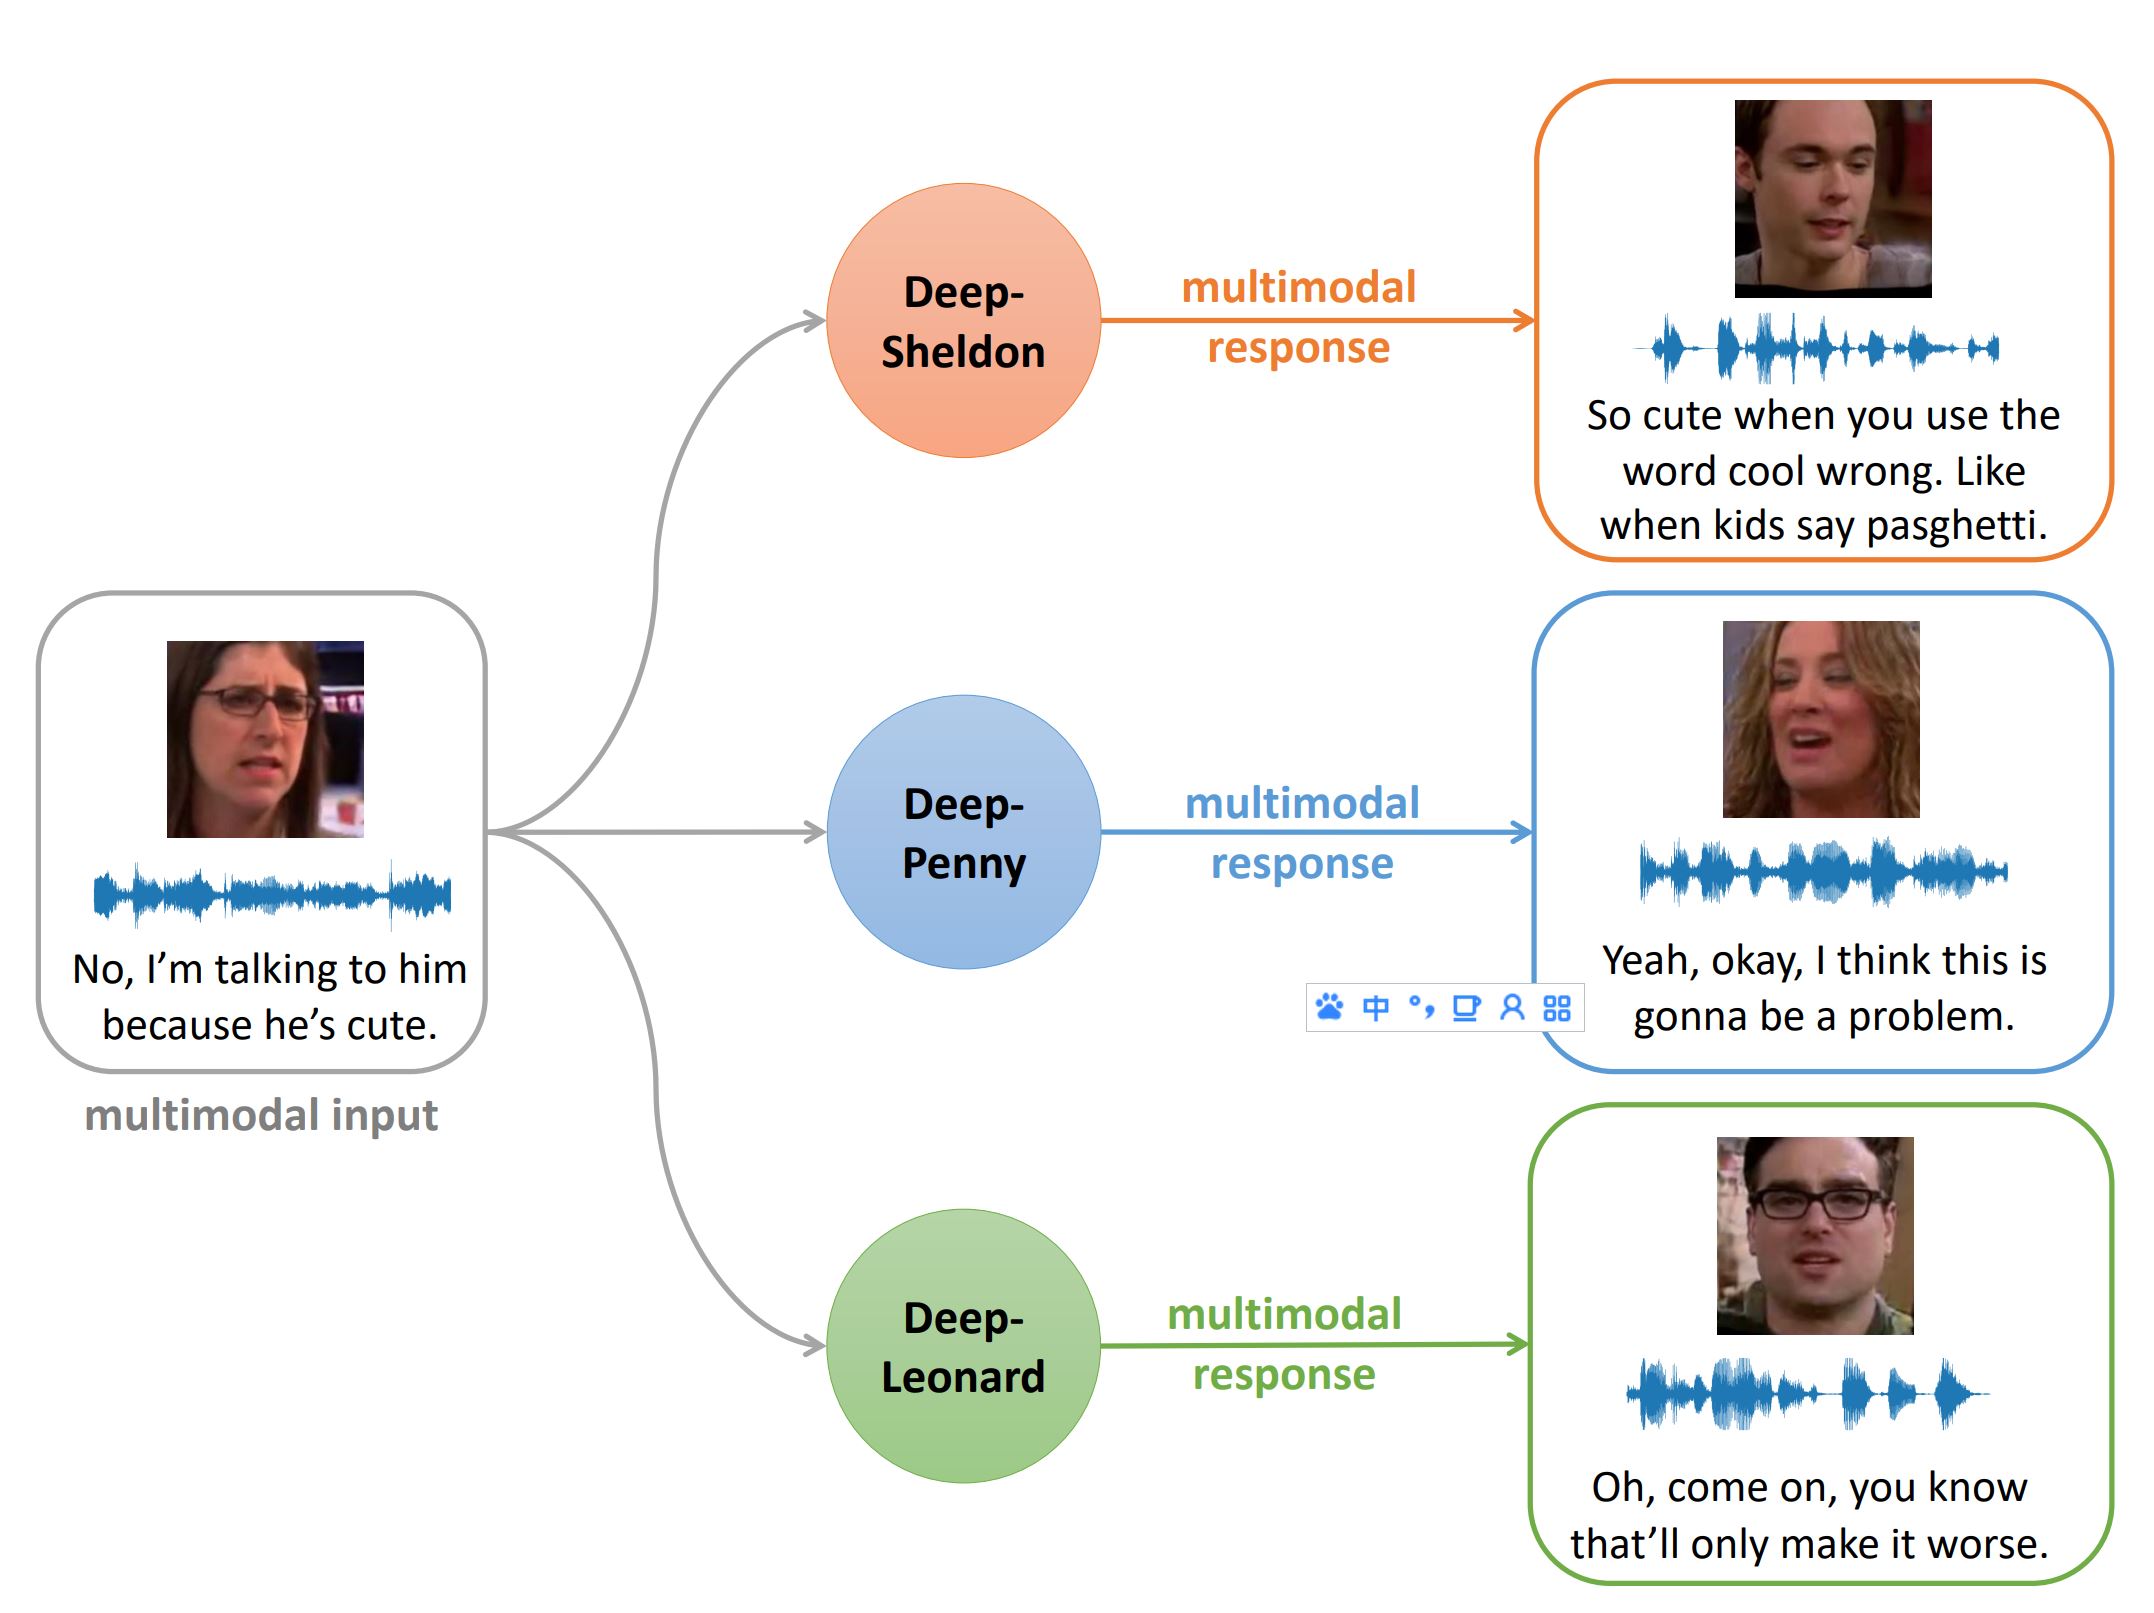 Deep-
Sheldon
multimodal
response
So cute when you use the
word cool wrong. Like
when kids say pasghetti.
No, I’m talking to him
because he’s cute.
multimodal input
Deep-
Penny
multimodal
response
Yeah, okay, I think this is
gonna be a problem.
中
Deep-
Leonard
multimodal
response
Oh, come on, you know
that’ll only make it worse.